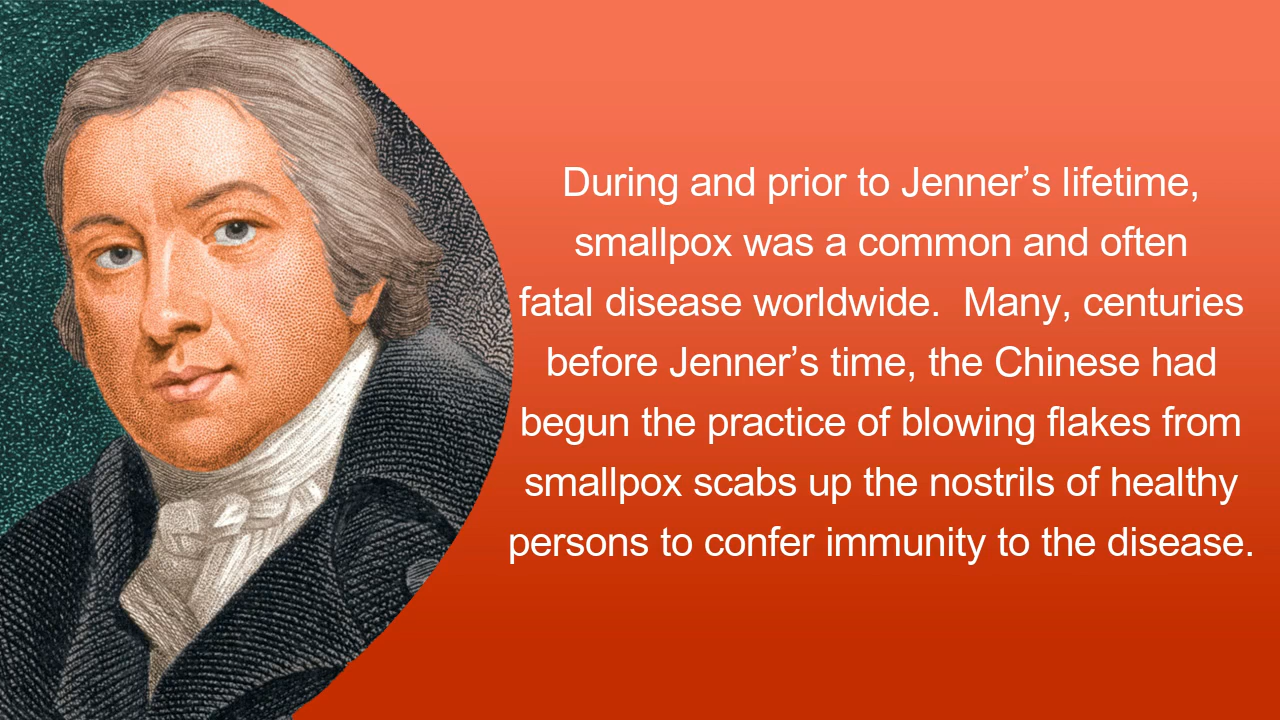 During and prior to Jenner’s lifetime,
smallpox was a common and often
fatal disease worldwide.  Many, centuries
before Jenner’s time, the Chinese had
begun the practice of blowing flakes from
smallpox scabs up the nostrils of healthy
persons to confer immunity to the disease.